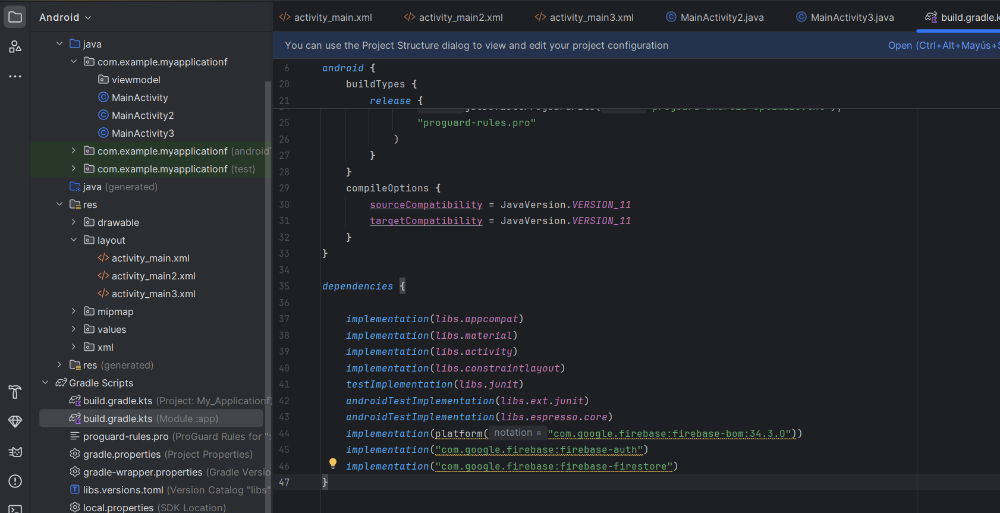 Android
java
com.example.myapplicationf
viewmodel
MainActivity
MainActivity2
MainActivity3
com.example.myapplicationf (android
com.example.myapplicationf (test)
java (generated)
res
drawable
layout
activity_main.xml
activity_main2.xml
activity_main3.xml
mipmap
values
xml
res (generated)
Gradle Scripts
build.gradle.kts (Project: My_Applicationf)
build.gradle.kts (Module :app)
proguard-rules.pro (ProGuard Rules for ":
gradle.properties (Project Properties)
gradle-wrapper.properties (Gradle Versio
libs.versions.toml (Version Catalog "libs"
local.properties (SDK Location)
activity_main.xml activity_main2.xml activity_main3.xml MainActivity2.java MainActivity3.java build.gradle.k
You can use the Project Structure dialog to view and edit your project configuration Open (Ctrl+Alt+Mayús+S
6 android {
20 buildTypes {
21 release {
25 "proguard-rules.pro"
26 )
27 }
28 }
29 compileOptions {
30 sourceCompatibility = JavaVersion.VERSION_11
31 targetCompatibility = JavaVersion.VERSION_11
32 }
33 }
34
35 dependencies {
36
37 implementation(libs.appcompat)
38 implementation(libs.material)
39 implementation(libs.activity)
40 implementation(libs.constraintlayout)
41 testImplementation(libs.junit)
42 androidTestImplementation(libs.ext.junit)
43 androidTestImplementation(libs.espresso.core)
44 implementation(platform( notation = "com.google.firebase:firebase-bom:34.3.0"))
45 implementation("com.google.firebase:firebase-auth")
46 implementation("com.google.firebase:firebase-firestore")
47 }